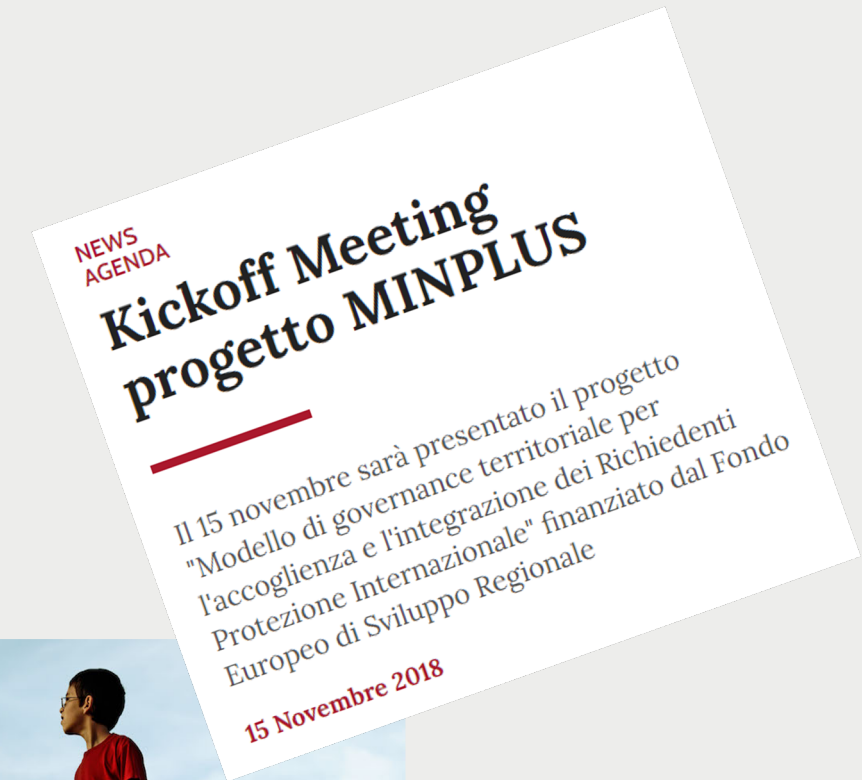 NEWS
AGENDA
Kickoff Meeting
progetto MINPLUS
Il 15 novembre sarà presentato il progetto
"Modello di governance territoriale per
l'accoglienza e l'integrazione dei Richiedenti
Protezione Internazionale" finanziato dal Fondo
Europeo di Sviluppo Regionale
15 Novembre 2018